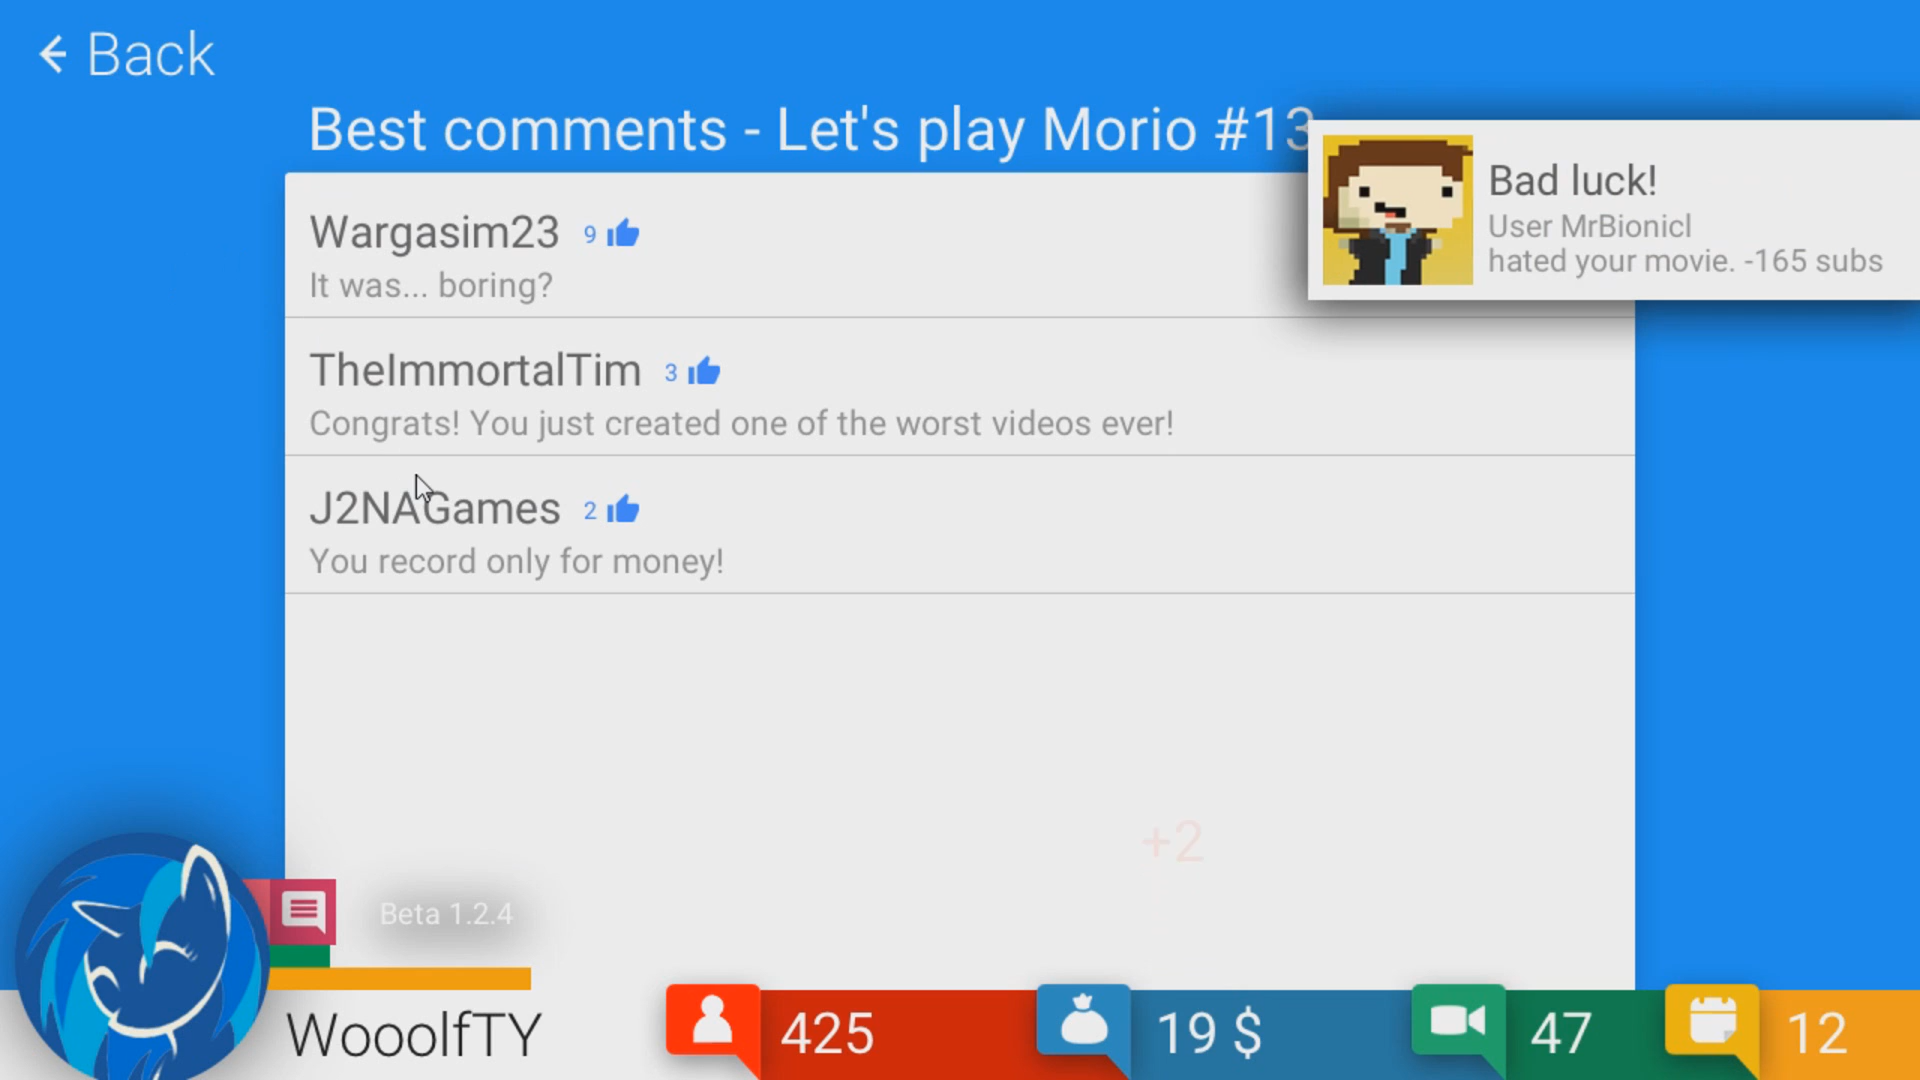 Back
Best comments - Let's play Morio #13
Bad luck!
User MrBionicl
hated your movie. -165 subs
Wargasim23 9
It was... boring?
TheImmortalTim 3
Congrats! You just created one of the worst videos ever!
J2NAGames 2
You record only for money!
+2
Beta 1.2.4
WooolfTY
425
19 $
47
12